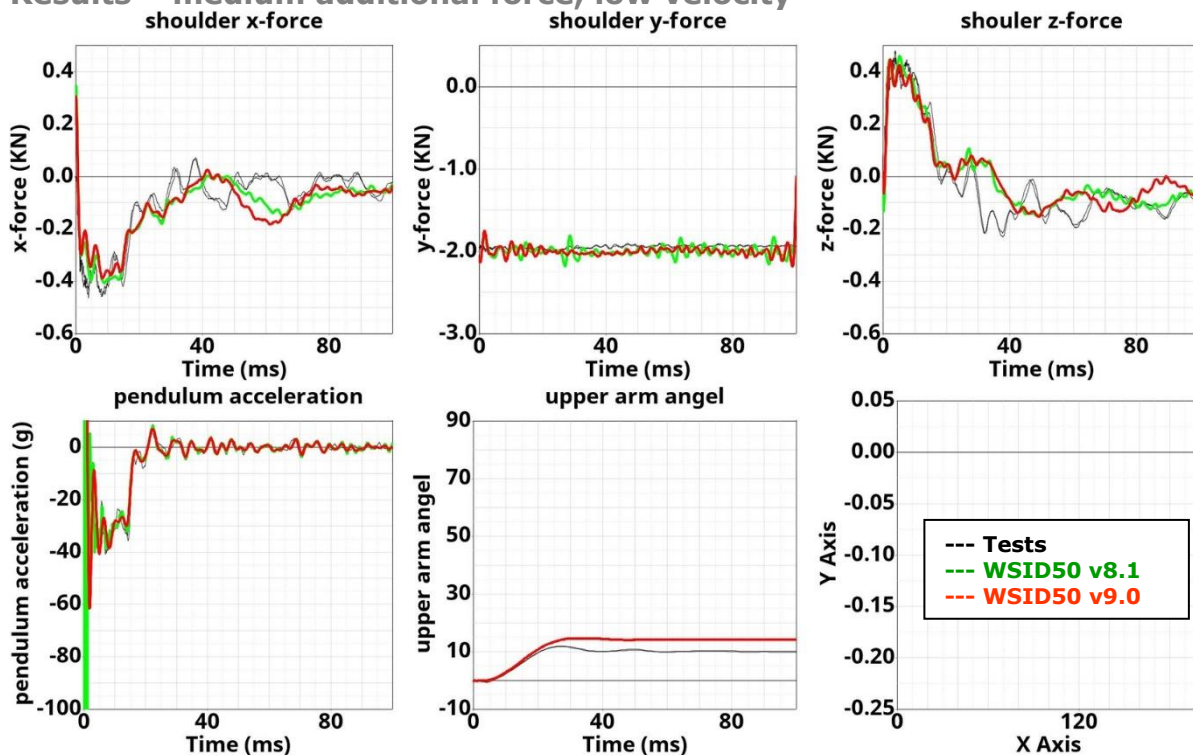 Results – medium additional force, low velocity
shoulder x-force
shoulder y-force
shouler z-force
x-force (KN)
0.4
0.2
0.0
-0.2
-0.4
-0.6
0
40
80
Time (ms)
y-force (KN)
0.0
-1.0
-2.0
-3.0
0
40
80
Time (ms)
z-force (KN)
0.4
0.2
0.0
-0.2
-0.4
-0.6
0
40
80
Time (ms)
pendulum acceleration
upper arm angel
pendulum acceleration (g)
0
-20
-40
-60
-80
-100
0
40
80
Time (ms)
upper arm angel
90
70
50
30
10
-10
0
40
80
Time (ms)
Y Axis
0.05
0.00
-0.05
-0.10
-0.15
-0.20
-0.25
0
120
X Axis
--- Tests
--- WSID50 v8.1
--- WSID50 v9.0